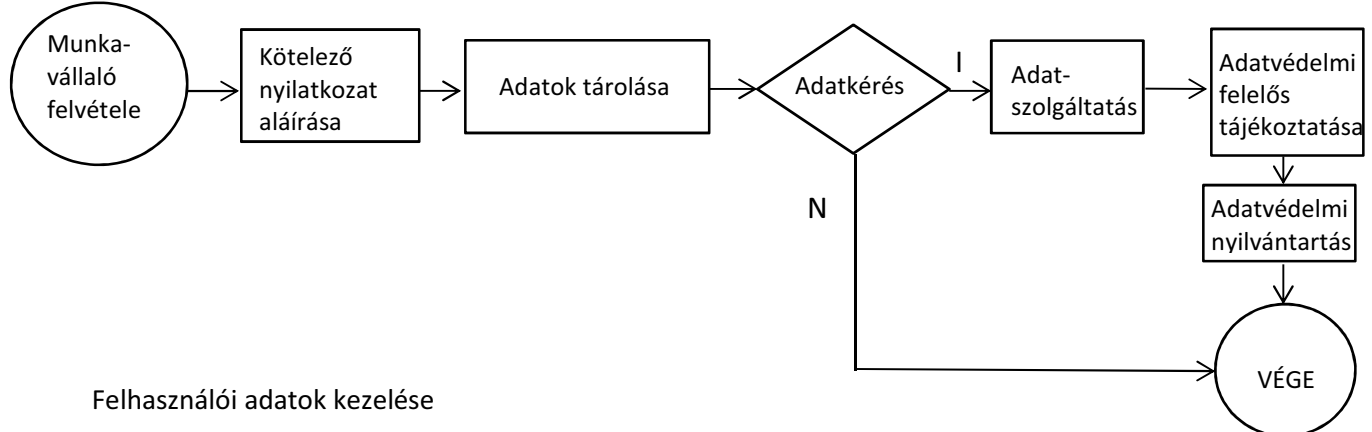 Munka-
vállaló
felvétele
Kötelező
nyilatkozat
aláírása
Adatok tárolása
Adatkérés
I
Adat-
szolgáltatás
Adatvédelmi
felelős
tájékoztatása
N
Adatvédelmi
nyilvántartás
VÉGE
Felhasználói adatok kezelése